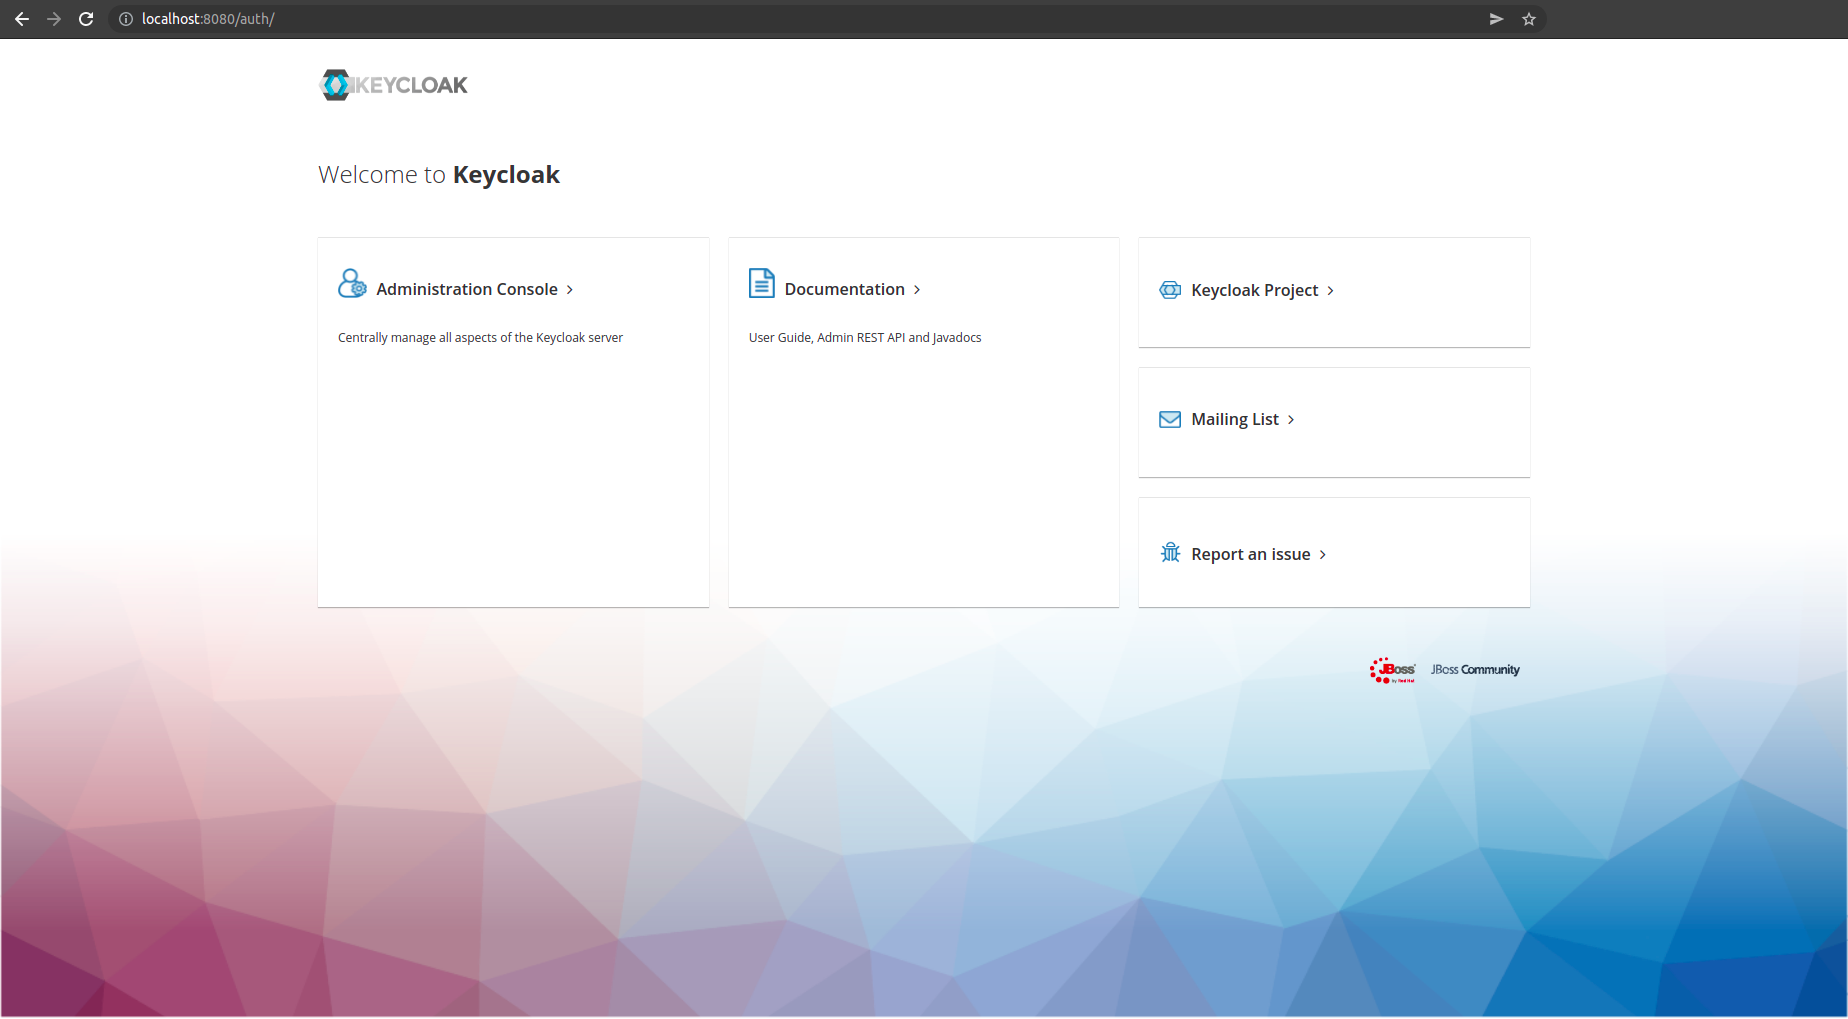 localhost:8080/auth/
KEYCLOAK
Welcome to Keycloak
Administration Console
Centrally manage all aspects of the Keycloak server
Documentation
User Guide, Admin REST API and Javadocs
Keycloak Project
Mailing List
Report an issue
JBoss
by Red Hat
JBoss Community